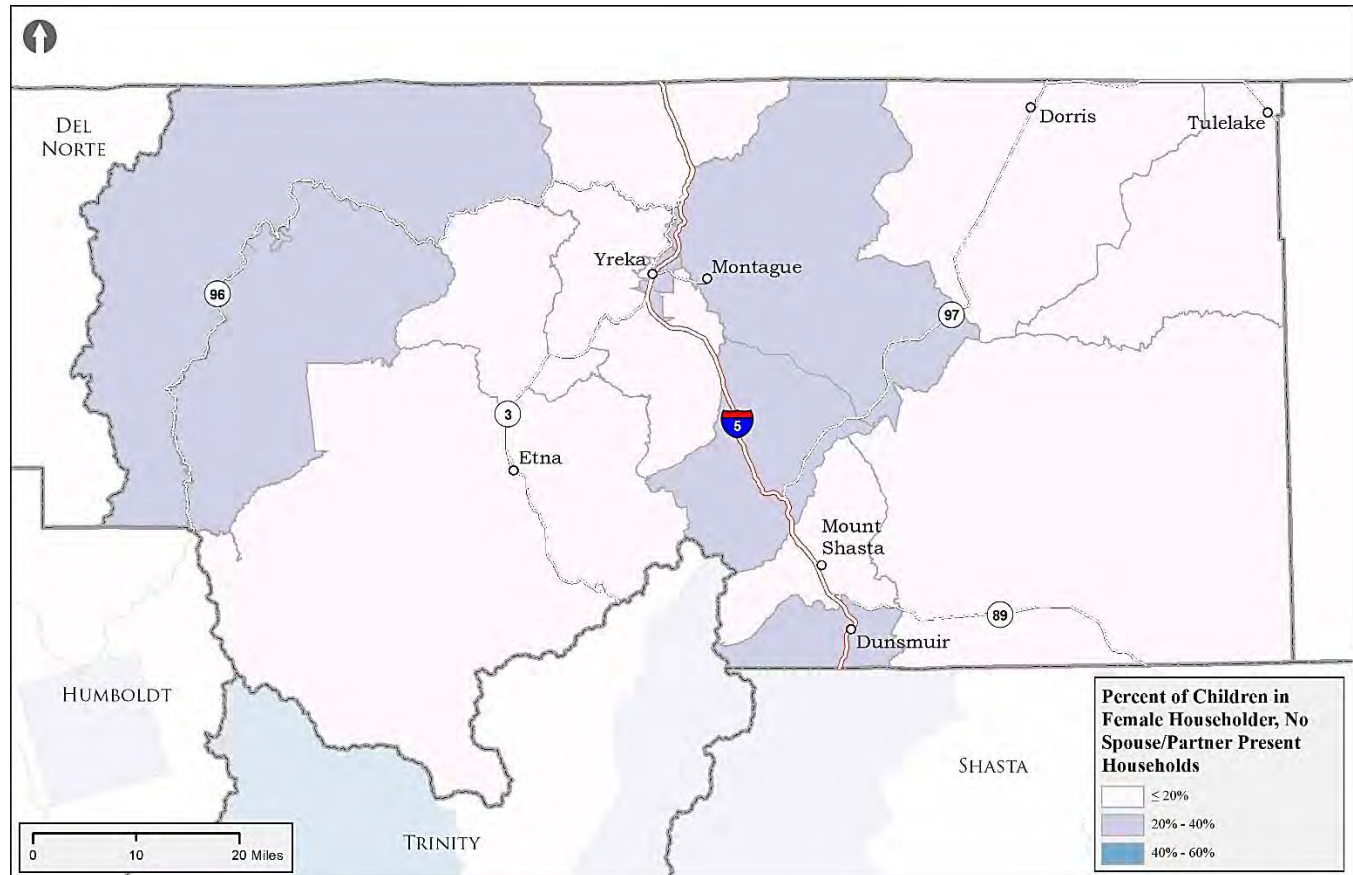 DEL
NORTE
Dorris
Tulelake
Yreka
Montague
96
97
3
5
Etna
Mount
Shasta
89
Dunsmuir
HUMBOLDT
SHASTA
TRINITY
Percent of Children in
Female Householder, No
Spouse/Partner Present
Households
≤ 20%
20% - 40%
40% - 60%
0 10 20 Miles